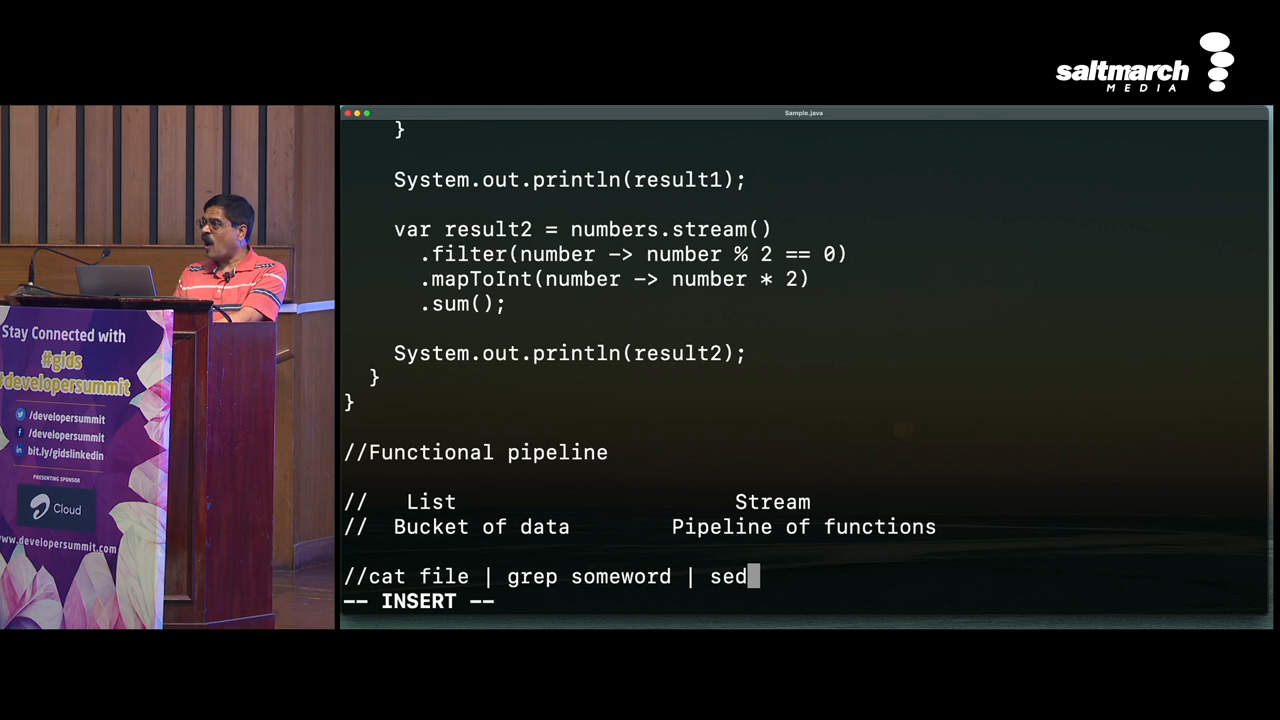 saltmarch
MEDIA
Sample.java
}
System.out.println(result1);
var result2 = numbers.stream()
.filter(number -> number % 2 == 0)
.mapToInt(number -> number * 2)
.sum();
System.out.println(result2);
}
}
//Functional pipeline
// List Stream
// Bucket of data Pipeline of functions
//cat file | grep someword | sed
-- INSERT --
Stay Connected with
#gids
#developersummit
/developersummit
/developersummit
bit.ly/gidslinkedin
PRESENTING SPONSOR
Cloud
www.developersummit.com